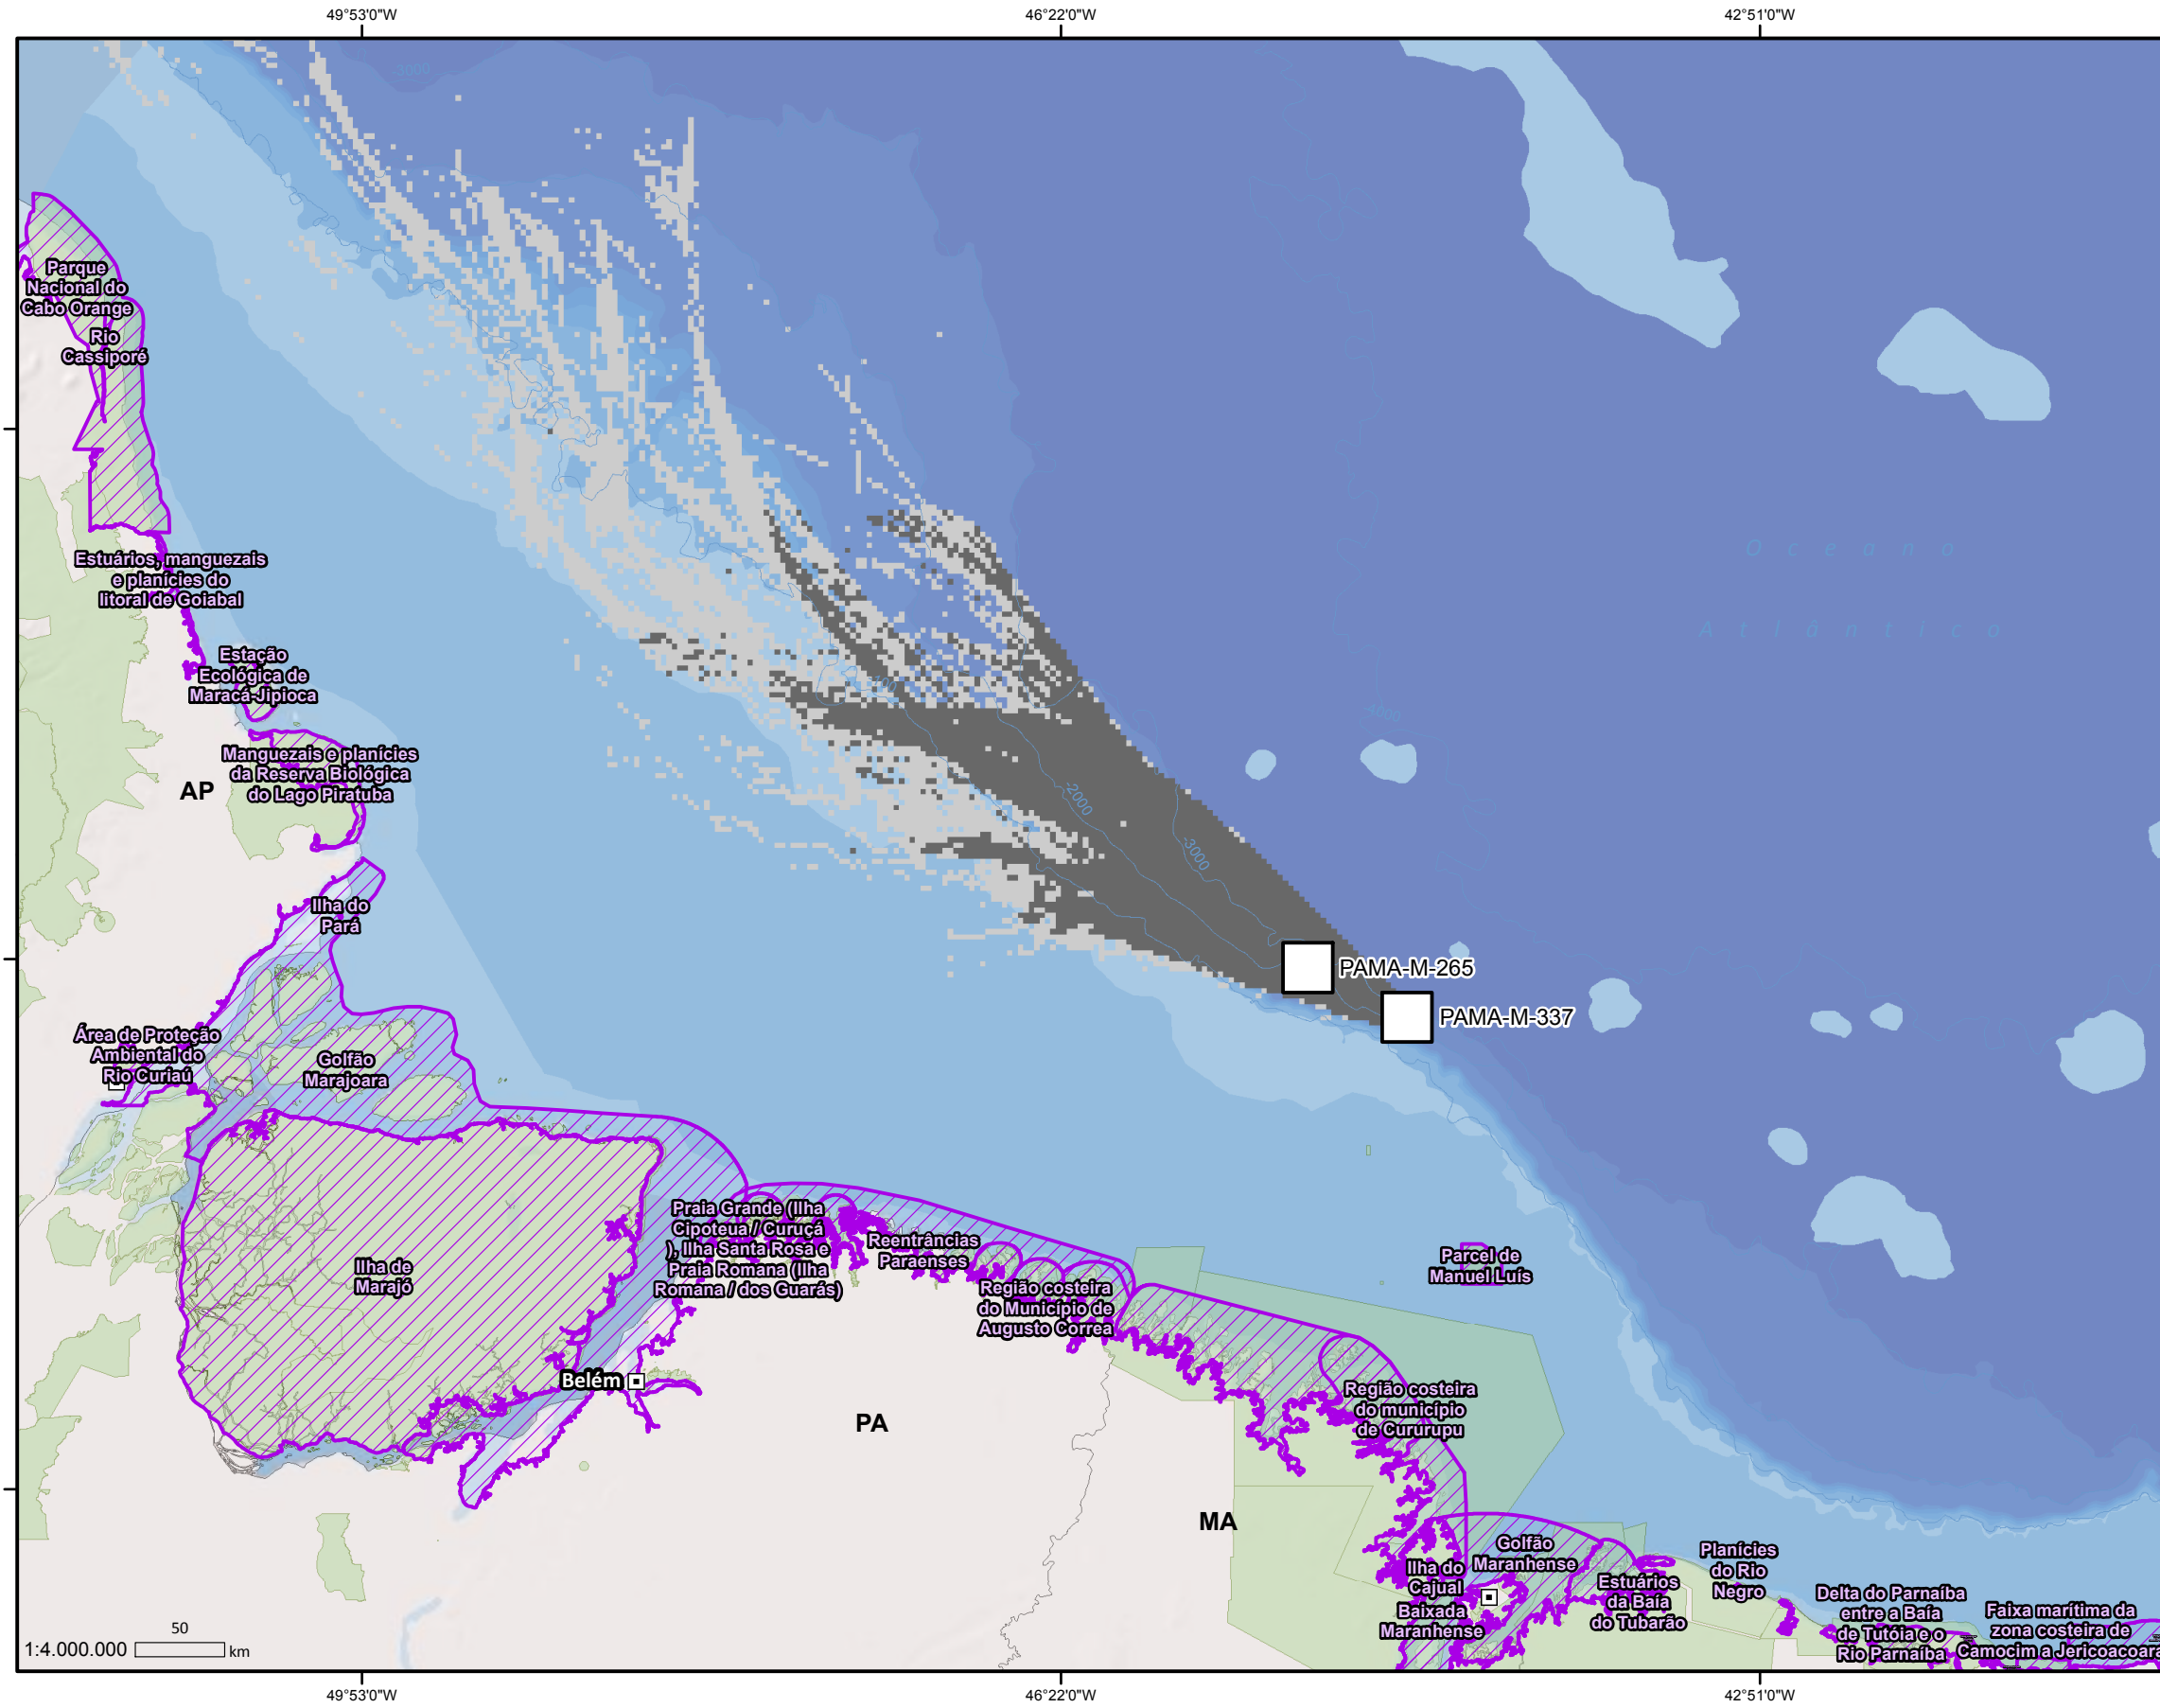 49°53'0"W
46°22'0"W
42°51'0"W
-3000
Parque
Nacional do
Cabo Orange
Rio
Cassiporé
Estuários, manguezais
e planícies do
litoral de Goiabal
Oceano
Atlântico
Estação
Ecológica de
Maracá-Jipioca
-100
-4000
Manguezais e planícies
da Reserva Biológica
do Lago Piratuba
AP
-2000
-3000
Ilha do
Pará
PAMA-M-265
PAMA-M-337
Área de Proteção
Ambiental do
Rio Curiaú
Golfão
Marajoara
Praia Grande (Ilha
Cipoteua / Curuçá
), Ilha Santa Rosa e
Praia Romana (Ilha
Romana / dos Guarás)
Reentrâncias
Paraenses
Ilha de
Marajó
Região costeira
do Município de
Augusto Correa
Parcel de
Manuel Luís
Belém
PA
Região costeira
do município
de Cururupu
MA
Golfão
Maranhense
Ilha do
Cajual
Baixada
Maranhense
Estuários
da Baía
do Tubarão
Planícies
do Rio
Negro
Delta do Parnaíba
entre a Baía
de Tutóia e o
Rio Parnaíba
Faixa marítima da
zona costeira de
Camocim a Jericoacoara
50
1:4.000.000
km
49°53'0"W
46°22'0"W
42°51'0"W